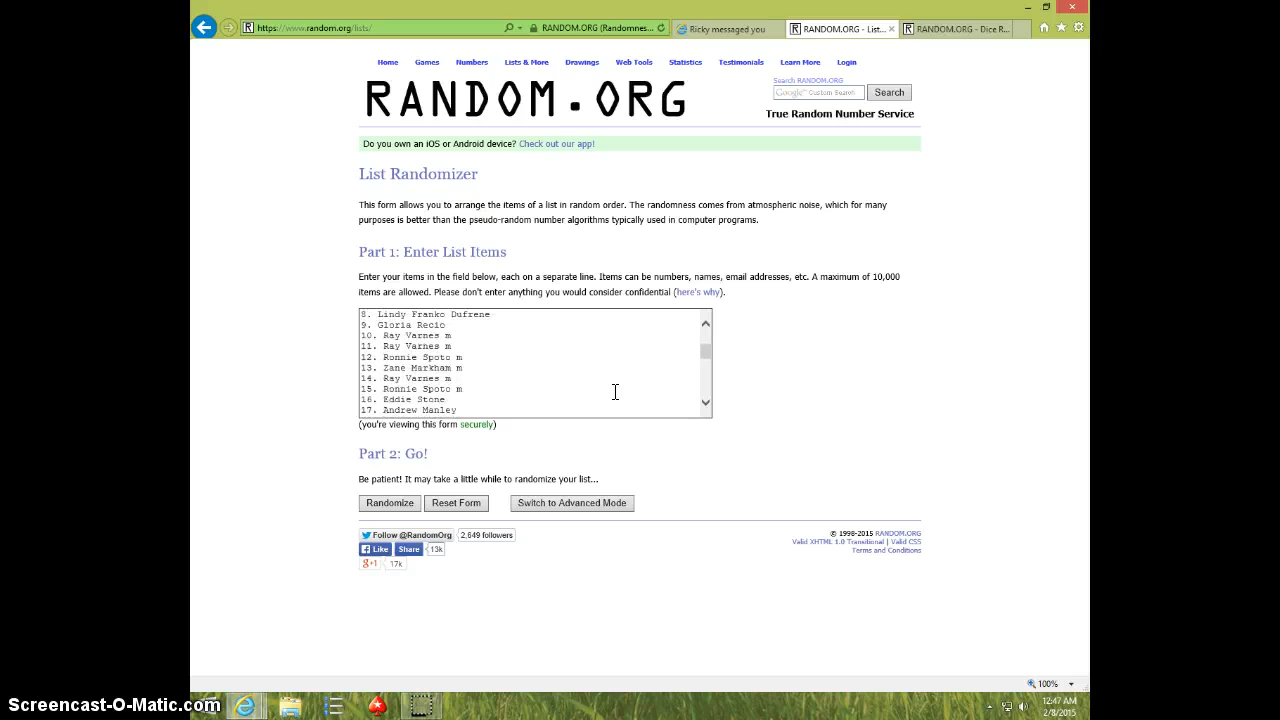 https://www.random.org/lists/
RANDOM.ORG (Randomnes...
Ricky messaged you
RANDOM.ORG - List...
RANDOM.ORG - Dice R...
Home Games Numbers Lists & More Drawings Web Tools Statistics Testimonials Learn More Login
RANDOM.ORG
Search RANDOM.ORG
Google™ Custom Search Search
True Random Number Service
Do you own an iOS or Android device? Check out our app!
List Randomizer
This form allows you to arrange the items of a list in random order. The randomness comes from atmospheric noise, which for many
purposes is better than the pseudo-random number algorithms typically used in computer programs.
Part 1: Enter List Items
Enter your items in the field below, each on a separate line. Items can be numbers, names, email addresses, etc. A maximum of 10,000
items are allowed. Please don't enter anything you would consider confidential (here's why).
8. Lindy Franko Dufrene
9. Gloria Recio
10. Ray Varnes m
11. Ray Varnes m
12. Ronnie Spoto m
13. Zane Markham m
14. Ray Varnes m
15. Ronnie Spoto m
16. Eddie Stone
17. Andrew Manley
(you're viewing this form securely)
Part 2: Go!
Be patient! It may take a little while to randomize your list...
Randomize Reset Form Switch to Advanced Mode
Follow @RandomOrg 2,649 followers
Like Share 13k
g+1 17k
© 1998-2015 RANDOM.ORG
Valid XHTML 1.0 Transitional | Valid CSS
Terms and Conditions
100%
12:47 AM
2/8/2015
Screencast-O-Matic.com